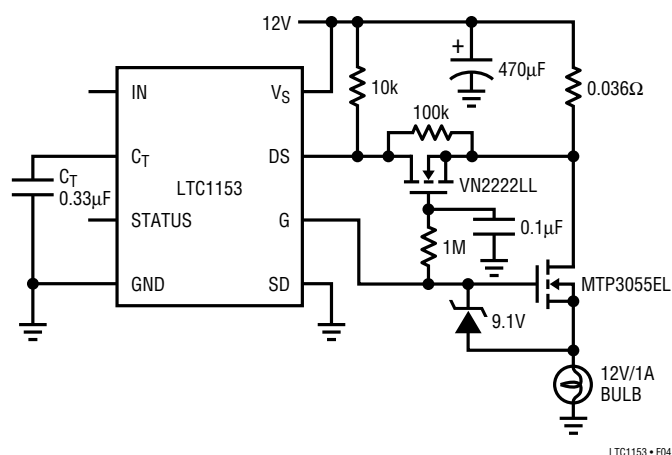 12V
+
470µF
0.036Ω
10k
100k
IN
V_S
C_T
DS
C_T
0.33µF
LTC1153
VN2222LL
STATUS
G
0.1µF
1M
GND
SD
MTP3055EL
9.1V
12V/1A
BULB
LTC1153 • F04